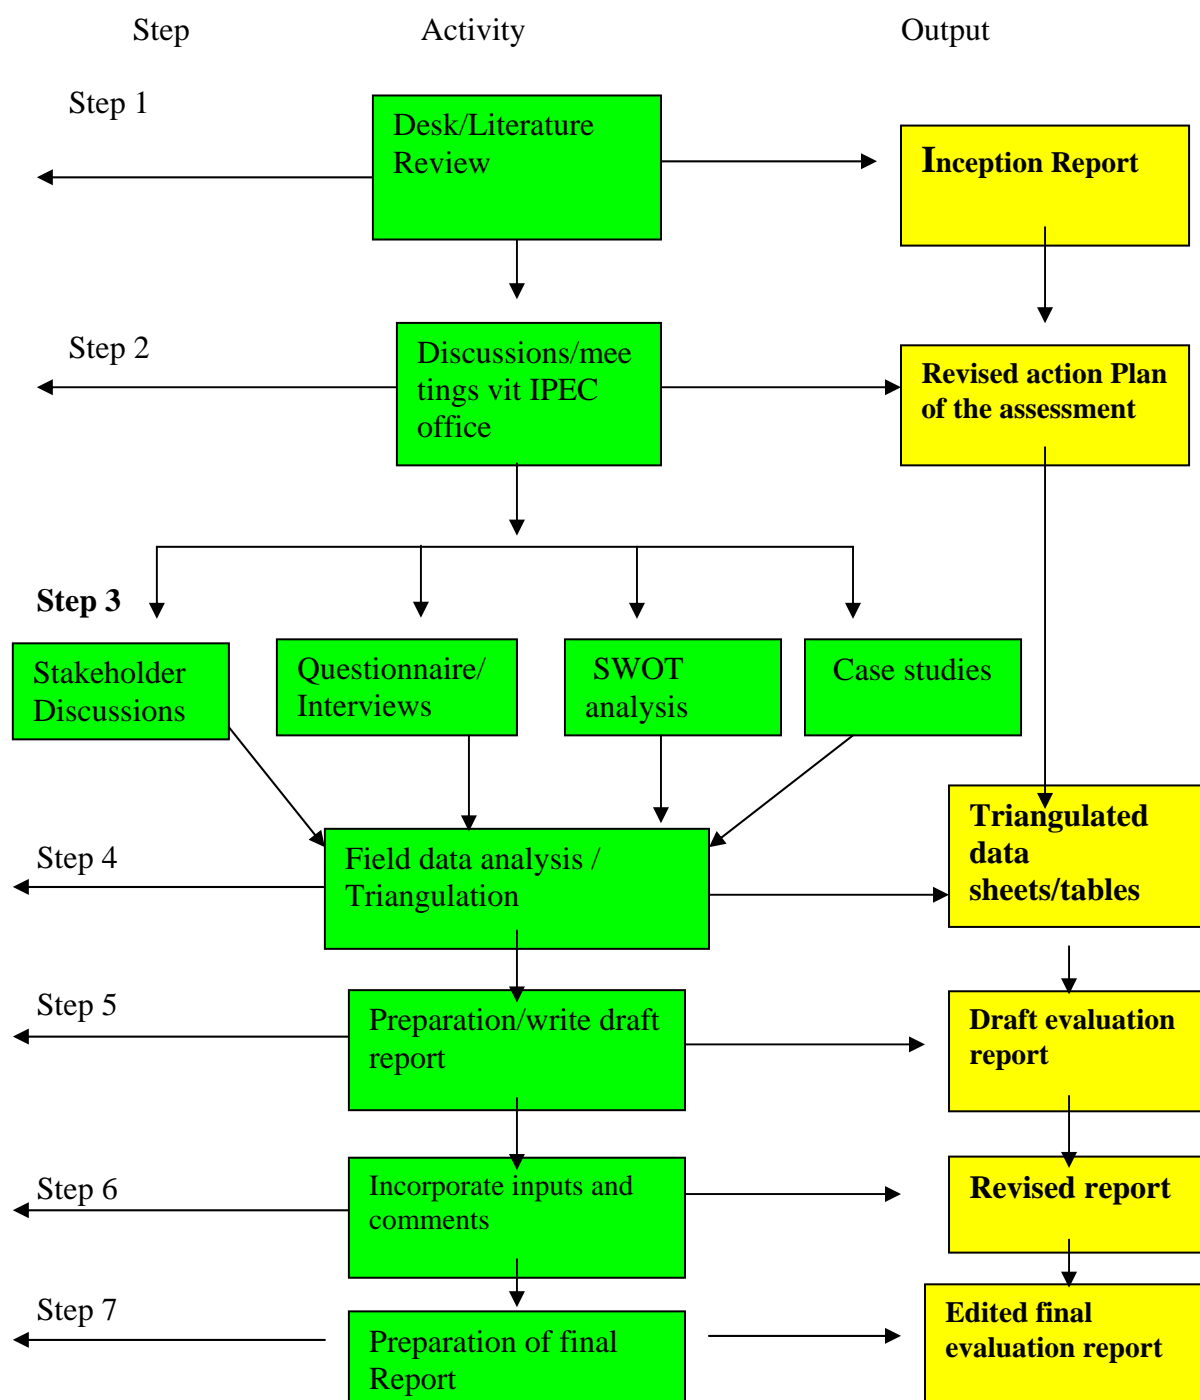 Step Activity Output
Step 1
Desk/Literature
Review
Inception Report
Step 2
Discussions/mee
tings vit IPEC
office
Revised action Plan
of the assessment
Step 3
Stakeholder
Discussions
Questionnaire/
Interviews
SWOT
analysis
Case studies
Step 4
Field data analysis /
Triangulation
Triangulated
data
sheets/tables
Step 5
Preparation/write draft
report
Draft evaluation
report
Step 6
Incorporate inputs and
comments
Revised report
Step 7
Preparation of final
Report
Edited final
evaluation report